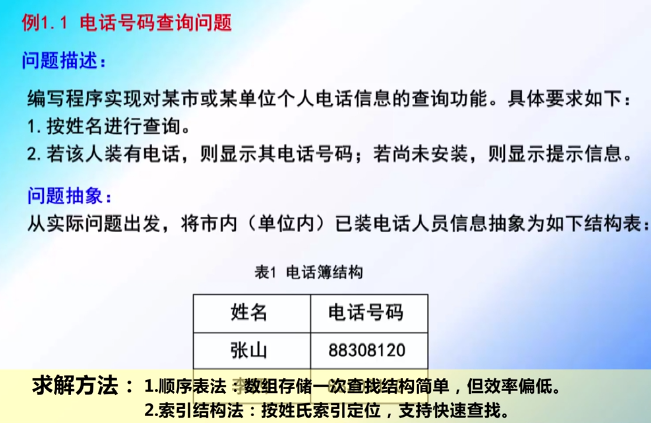 例1.1 电话号码查询问题
问题描述：
编写程序实现对某市或某单位个人电话信息的查询功能。具体要求如下：
1.按姓名进行查询。
2.若该人装有电话，则显示其电话号码；若尚未安装，则显示提示信息。
问题抽象：
从实际问题出发，将市内（单位内）已装电话人员信息抽象为如下结构表：
表1 电话簿结构
姓名 电话号码
张山 88308120
求解方法：1.顺序表法：数组存储一次查找结构简单，但效率偏低。
2.索引结构法：按姓氏索引定位，支持快速查找。